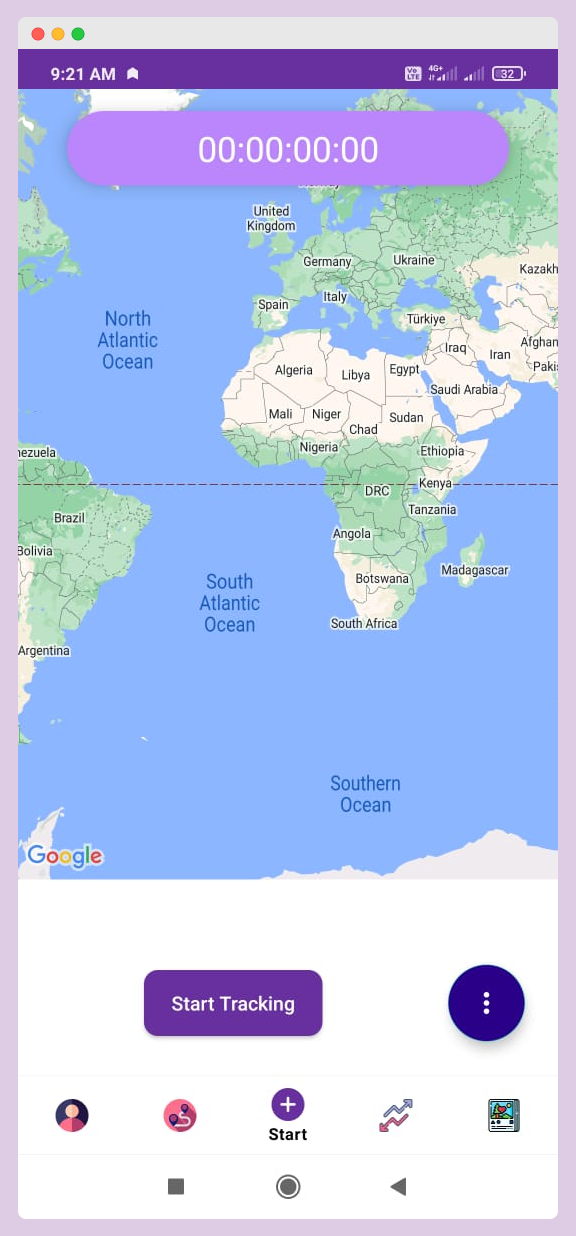 9:21 AM
Vo
LTE
4G+
32
00:00:00:00
United
Kingdom
Germany
Ukraine
Kazakh
Spain
Italy
Türkiye
North
Atlantic
Ocean
Iraq
Iran
Afghan
Pakis
Algeria
Libya
Egypt
Saudi Arabia
Mali
Niger
Chad
Sudan
Nigeria
Ethiopia
nezuela
DRC
Kenya
Brazil
Tanzania
Angola
Bolivia
Madagascar
Botswana
South
Atlantic
Ocean
South Africa
Argentina
Southern
Ocean
Google
Start Tracking
Start